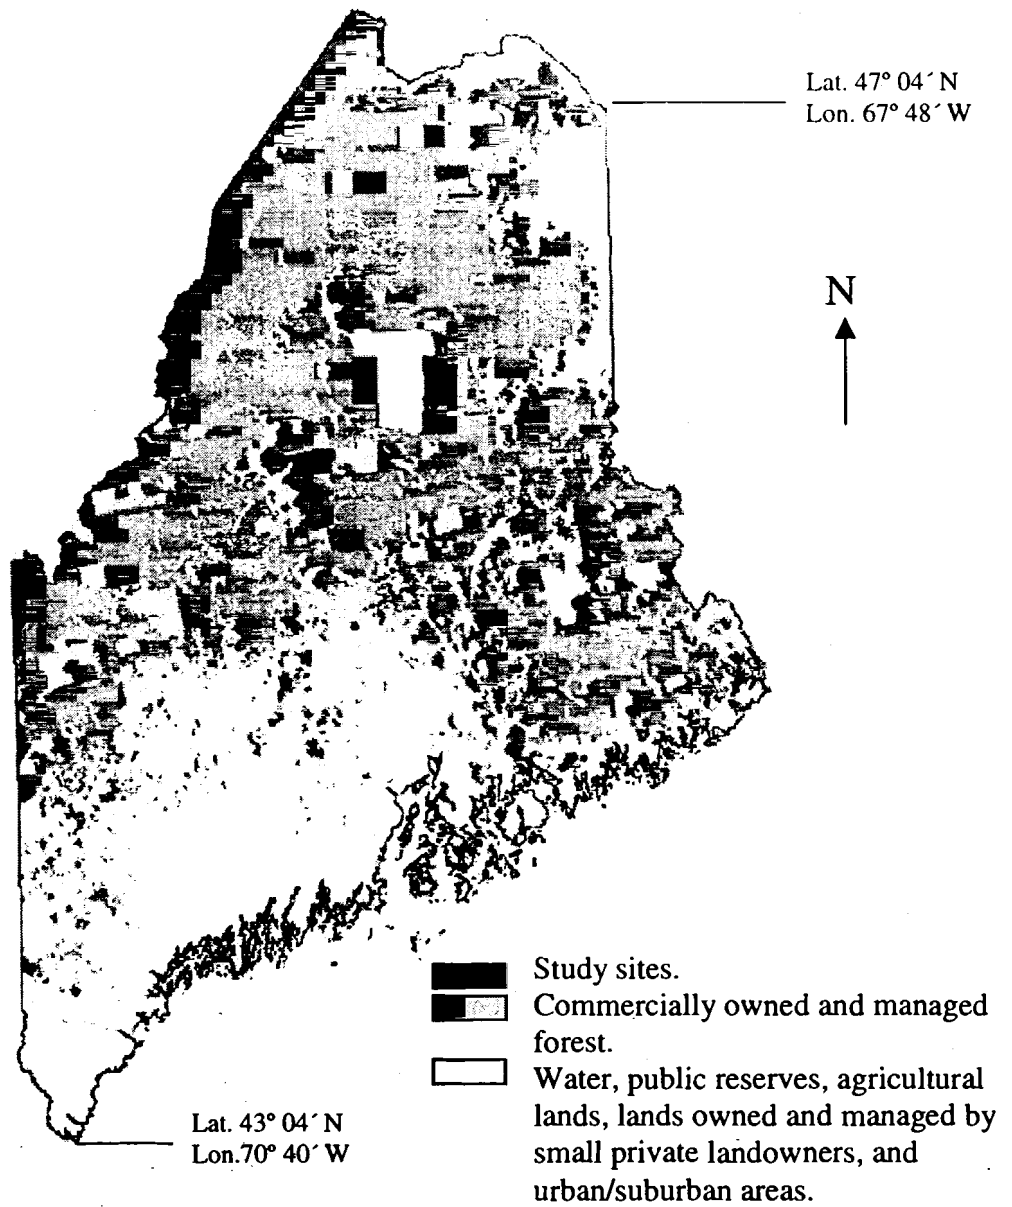 Lat. 47° 04´ N
Lon. 67° 48´ W
N
Study sites.
Commercially owned and managed
forest.
Water, public reserves, agricultural
lands, lands owned and managed by
small private landowners, and
urban/suburban areas.
Lat. 43° 04´ N
Lon.70° 40´ W